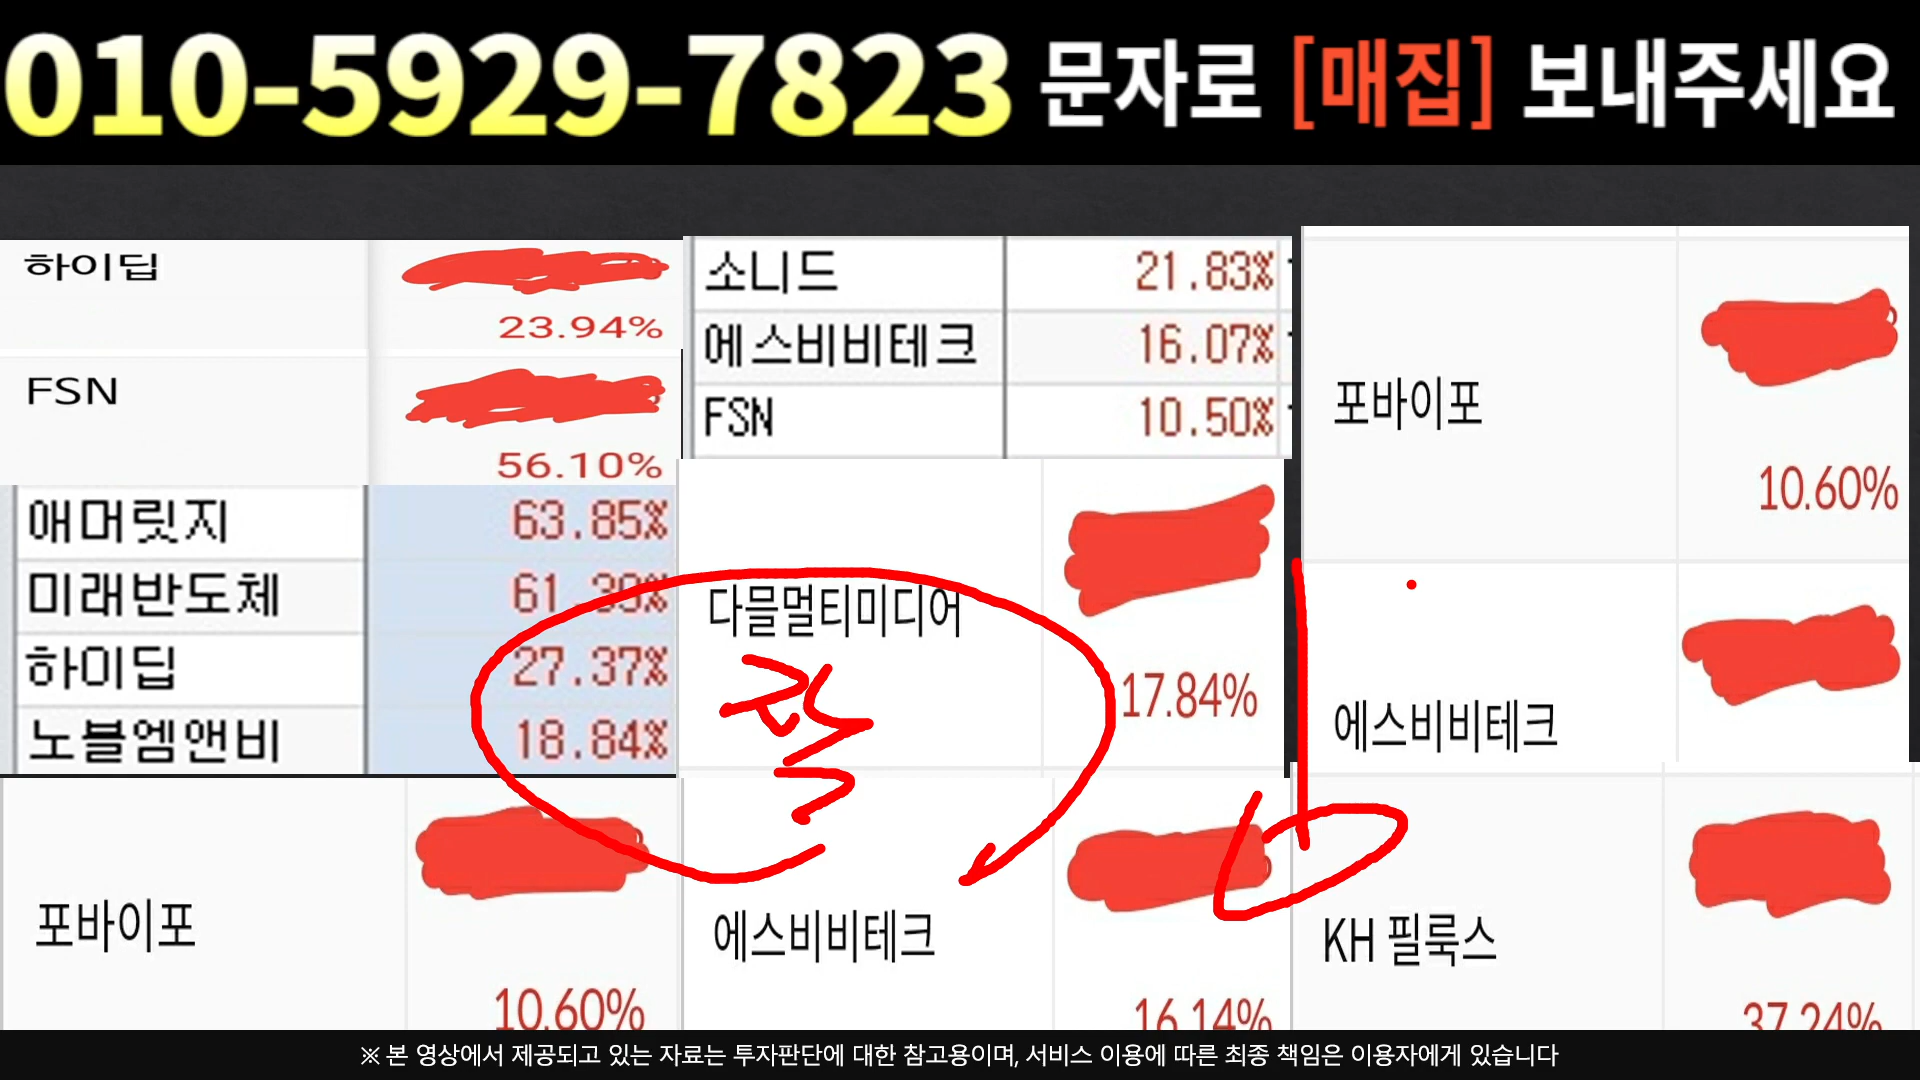 010-5929-7823 문자로 [매집] 보내주세요
하이딥
23.94%
FSN
56.10%
애머릿지 63.85%
미래반도체 61.39%
하이딥 27.37%
노블엠앤비 18.84%
소니드 21.83%
에스비비테크 16.07%
FSN 10.50%
다믈멀티미디어
17.84%
포바이포
10.60%
에스비비테크
포바이포
10.60%
에스비비테크
16.14%
KH 필룩스
37.24%
※ 본 영상에서 제공되고 있는 자료는 투자판단에 대한 참고용이며, 서비스 이용에 따른 최종 책임은 이용자에게 있습니다